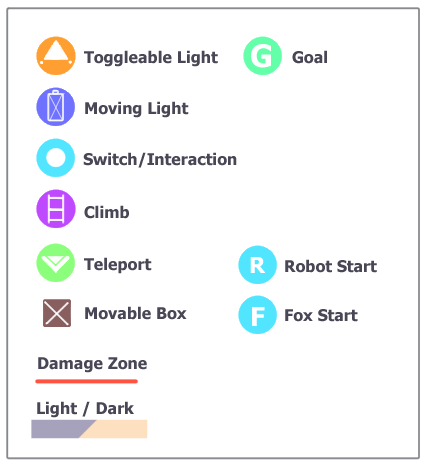 Toggleable Light
G Goal
Moving Light
Switch/Interaction
Climb
Teleport
R Robot Start
Movable Box
F Fox Start
Damage Zone
Light / Dark